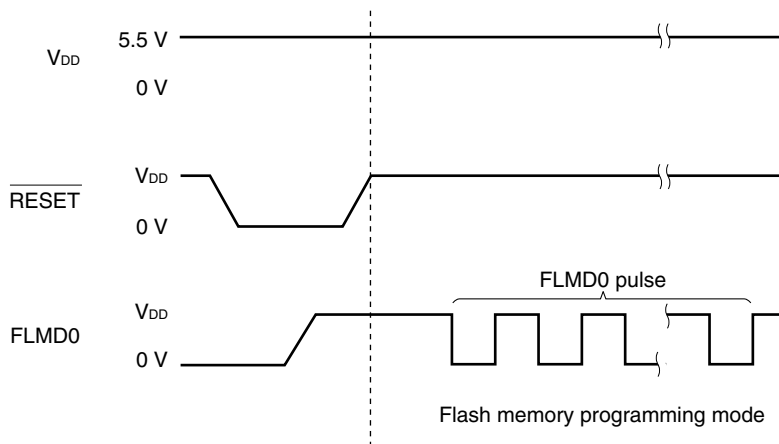 5.5 V
VDD
0 V
VDD
RESET
0 V
FLMD0 pulse
VDD
FLMD0
0 V
Flash memory programming mode